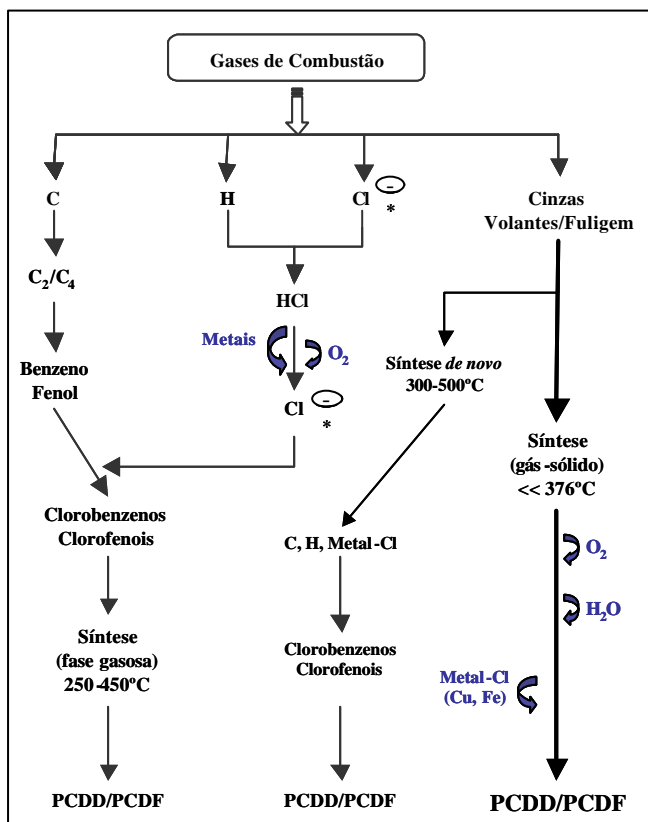 Gases de Combustão
C
H
Cl
–
*
Cinzas
Volantes/Fuligem
C₂/C₄
HCl
Metais
O₂
Benzeno
Fenol
Síntese de novo
300-500ºC
Cl
–
*
Síntese
(gás-sólido)
<< 376ºC
Clorobenzenos
Clorofenois
C, H, Metal-Cl
O₂
H₂O
Síntese
(fase gasosa)
250-450ºC
Clorobenzenos
Clorofenois
Metal-Cl
(Cu, Fe)
PCDD/PCDF
PCDD/PCDF
PCDD/PCDF